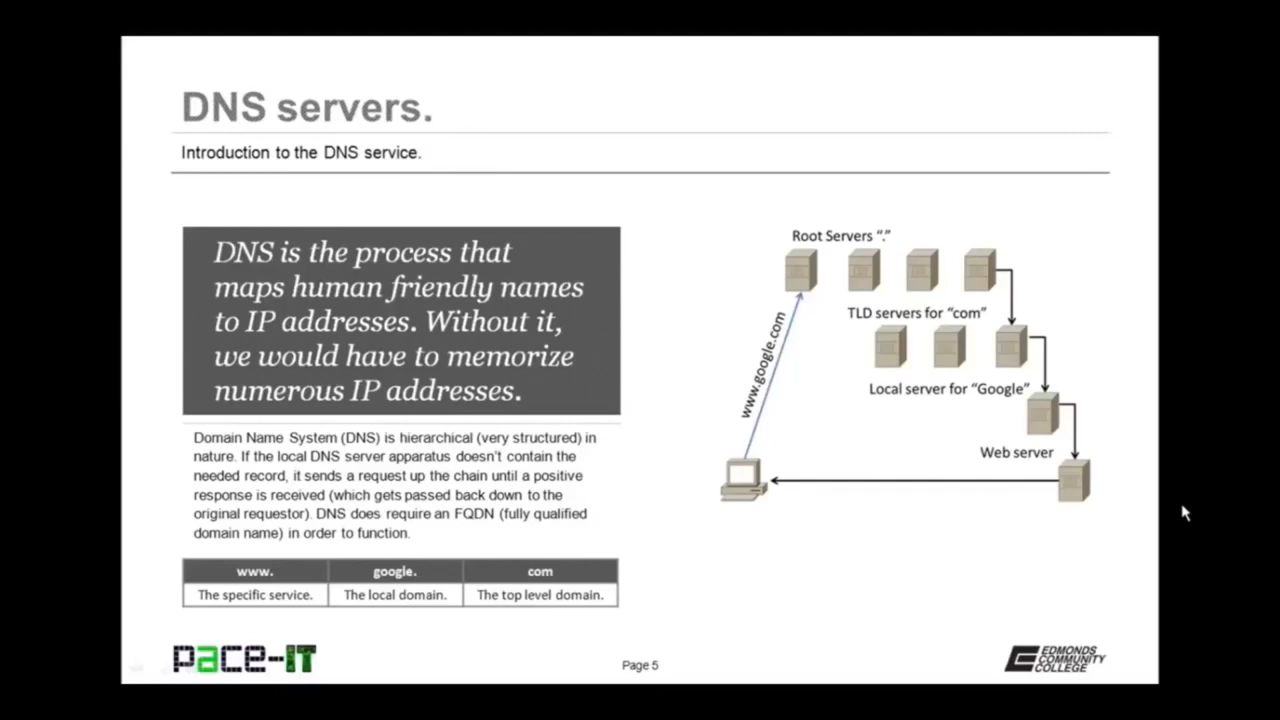 DNS servers.
Introduction to the DNS service.
DNS is the process that
maps human friendly names
to IP addresses. Without it,
we would have to memorize
numerous IP addresses.
Domain Name System (DNS) is hierarchical (very structured) in
nature. If the local DNS server apparatus doesn't contain the
needed record, it sends a request up the chain until a positive
response is received (which gets passed back down to the
original requestor). DNS does require an FQDN (fully qualified
domain name) in order to function.
www. google. com
The specific service. The local domain. The top level domain.
Root Servers "."
www.google.com
TLD servers for "com"
Local server for "Google"
Web server
PACE-IT
Page 5
EDMONDS
COMMUNITY
COLLEGE